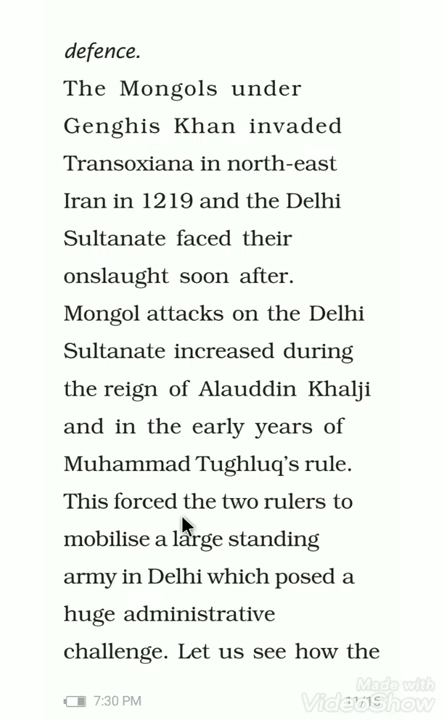 defence.
The Mongols under
Genghis Khan invaded
Transoxiana in north-east
Iran in 1219 and the Delhi
Sultanate faced their
onslaught soon after.
Mongol attacks on the Delhi
Sultanate increased during
the reign of Alauddin Khalji
and in the early years of
Muhammad Tughluq's rule.
This forced the two rulers to
mobilise a large standing
army in Delhi which posed a
huge administrative
challenge. Let us see how the
Made with
7:30 PM 11/15
VideoShow